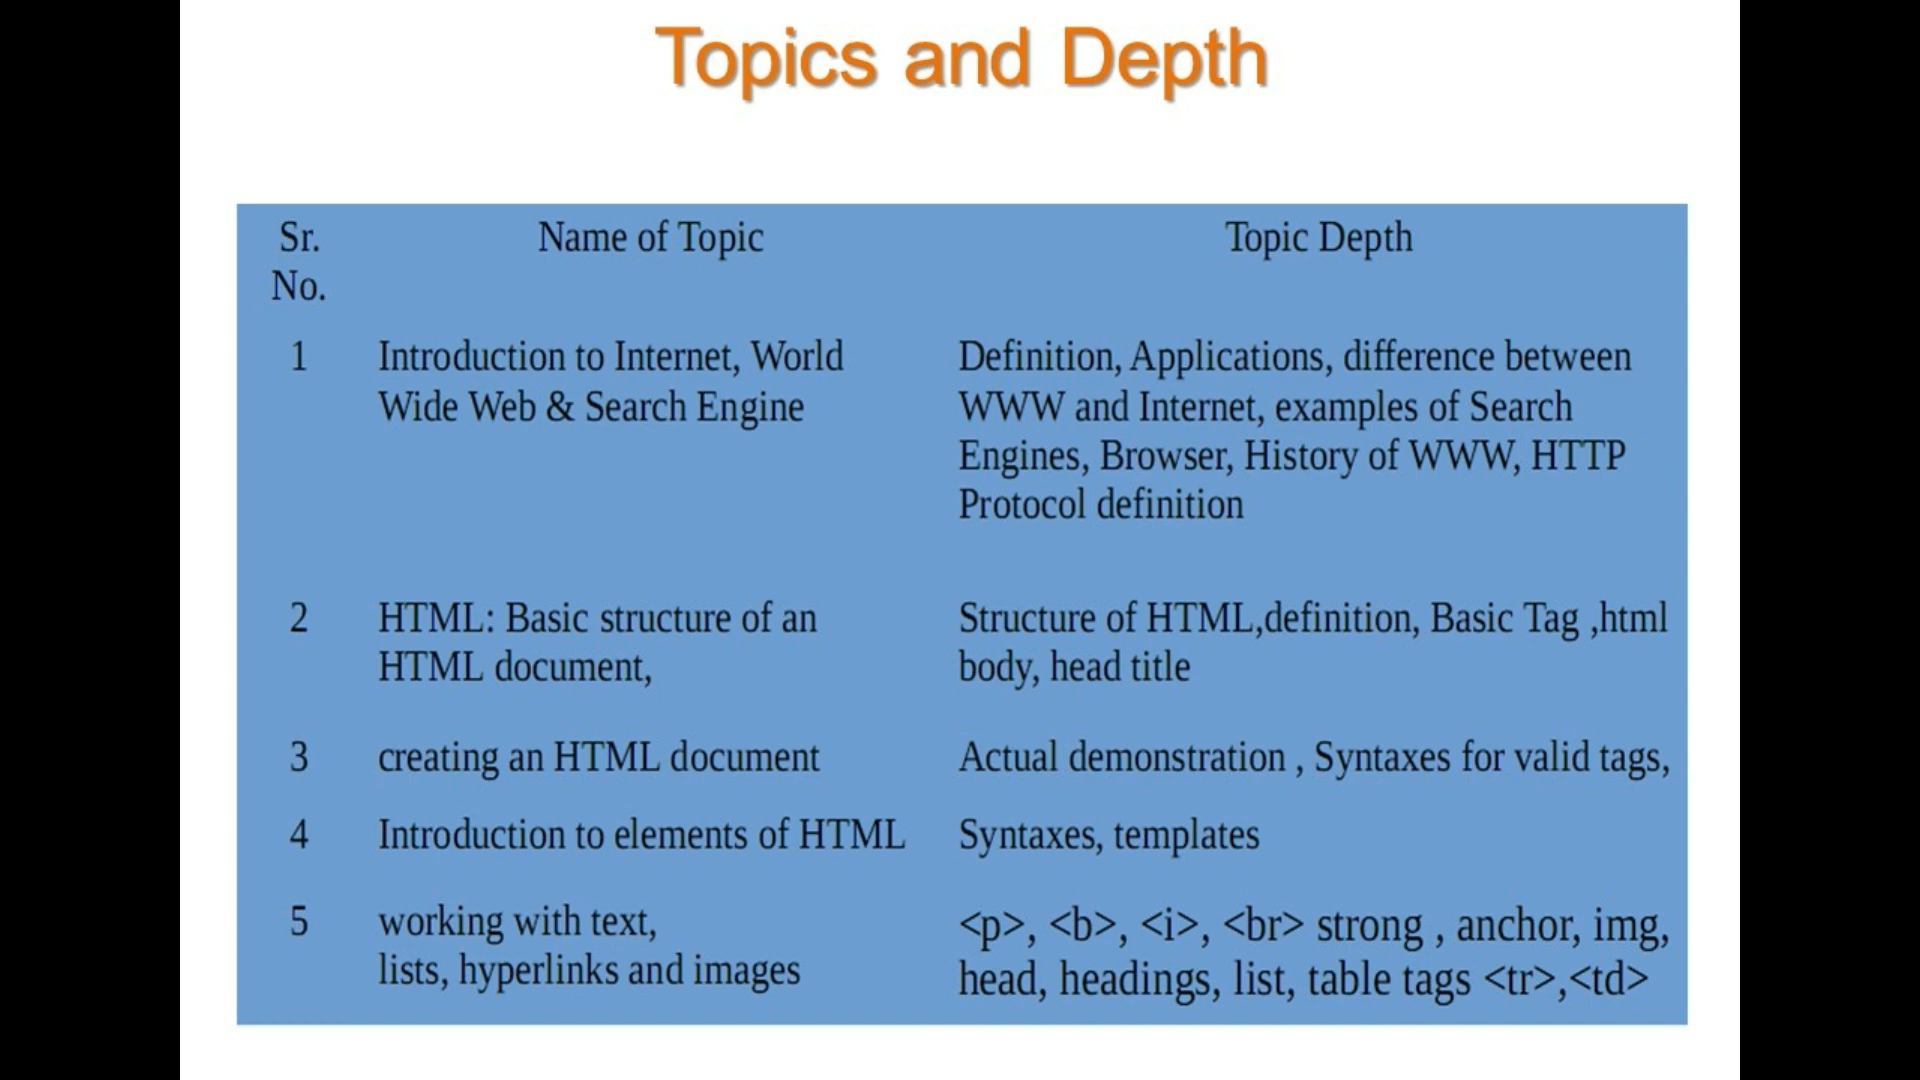 Topics and Depth
Sr.
No.
Name of Topic
Topic Depth
1
Introduction to Internet, World
Wide Web & Search Engine
Definition, Applications, difference between
WWW and Internet, examples of Search
Engines, Browser, History of WWW, HTTP
Protocol definition
2
HTML: Basic structure of an
HTML document,
Structure of HTML,definition, Basic Tag ,html
body, head title
3
creating an HTML document
Actual demonstration , Syntaxes for valid tags,
4
Introduction to elements of HTML
Syntaxes, templates
5
working with text,
lists, hyperlinks and images
<p>, <b>, <i>, <br> strong , anchor, img,
head, headings, list, table tags <tr>,<td>